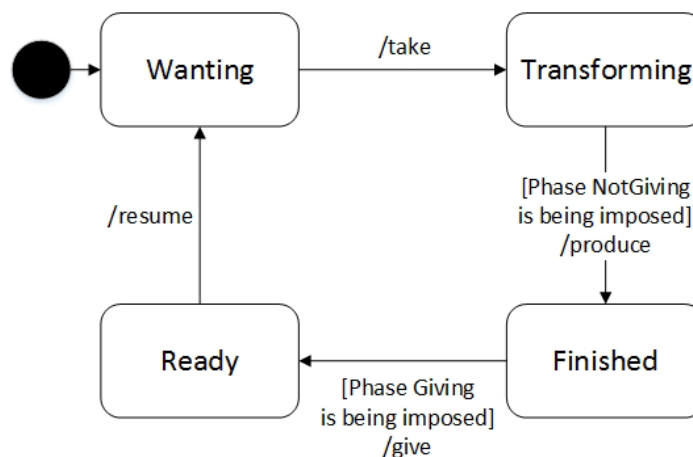 Wanting
/take
Transforming
[Phase NotGiving
is being imposed]
/produce
/resume
Ready
Finished
[Phase Giving
is being imposed]
/give